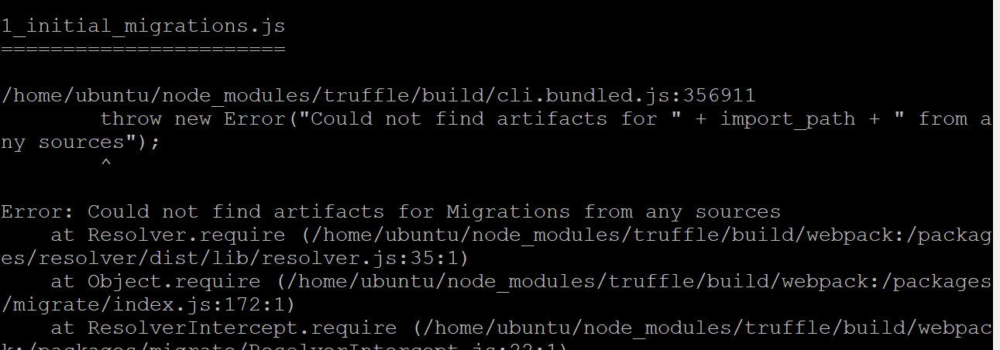 1_initial_migrations.js
=======================
/home/ubuntu/node_modules/truffle/build/cli.bundled.js:356911
        throw new Error("Could not find artifacts for " + import_path + " from a
ny sources");
        ^
Error: Could not find artifacts for Migrations from any sources
    at Resolver.require (/home/ubuntu/node_modules/truffle/build/webpack:/packag
es/resolver/dist/lib/resolver.js:35:1)
    at Object.require (/home/ubuntu/node_modules/truffle/build/webpack:/packages
/migrate/index.js:172:1)
    at ResolverIntercept.require (/home/ubuntu/node_modules/truffle/build/webpac
k:/packages/migrate/ResolverIntercept.js:22:1)